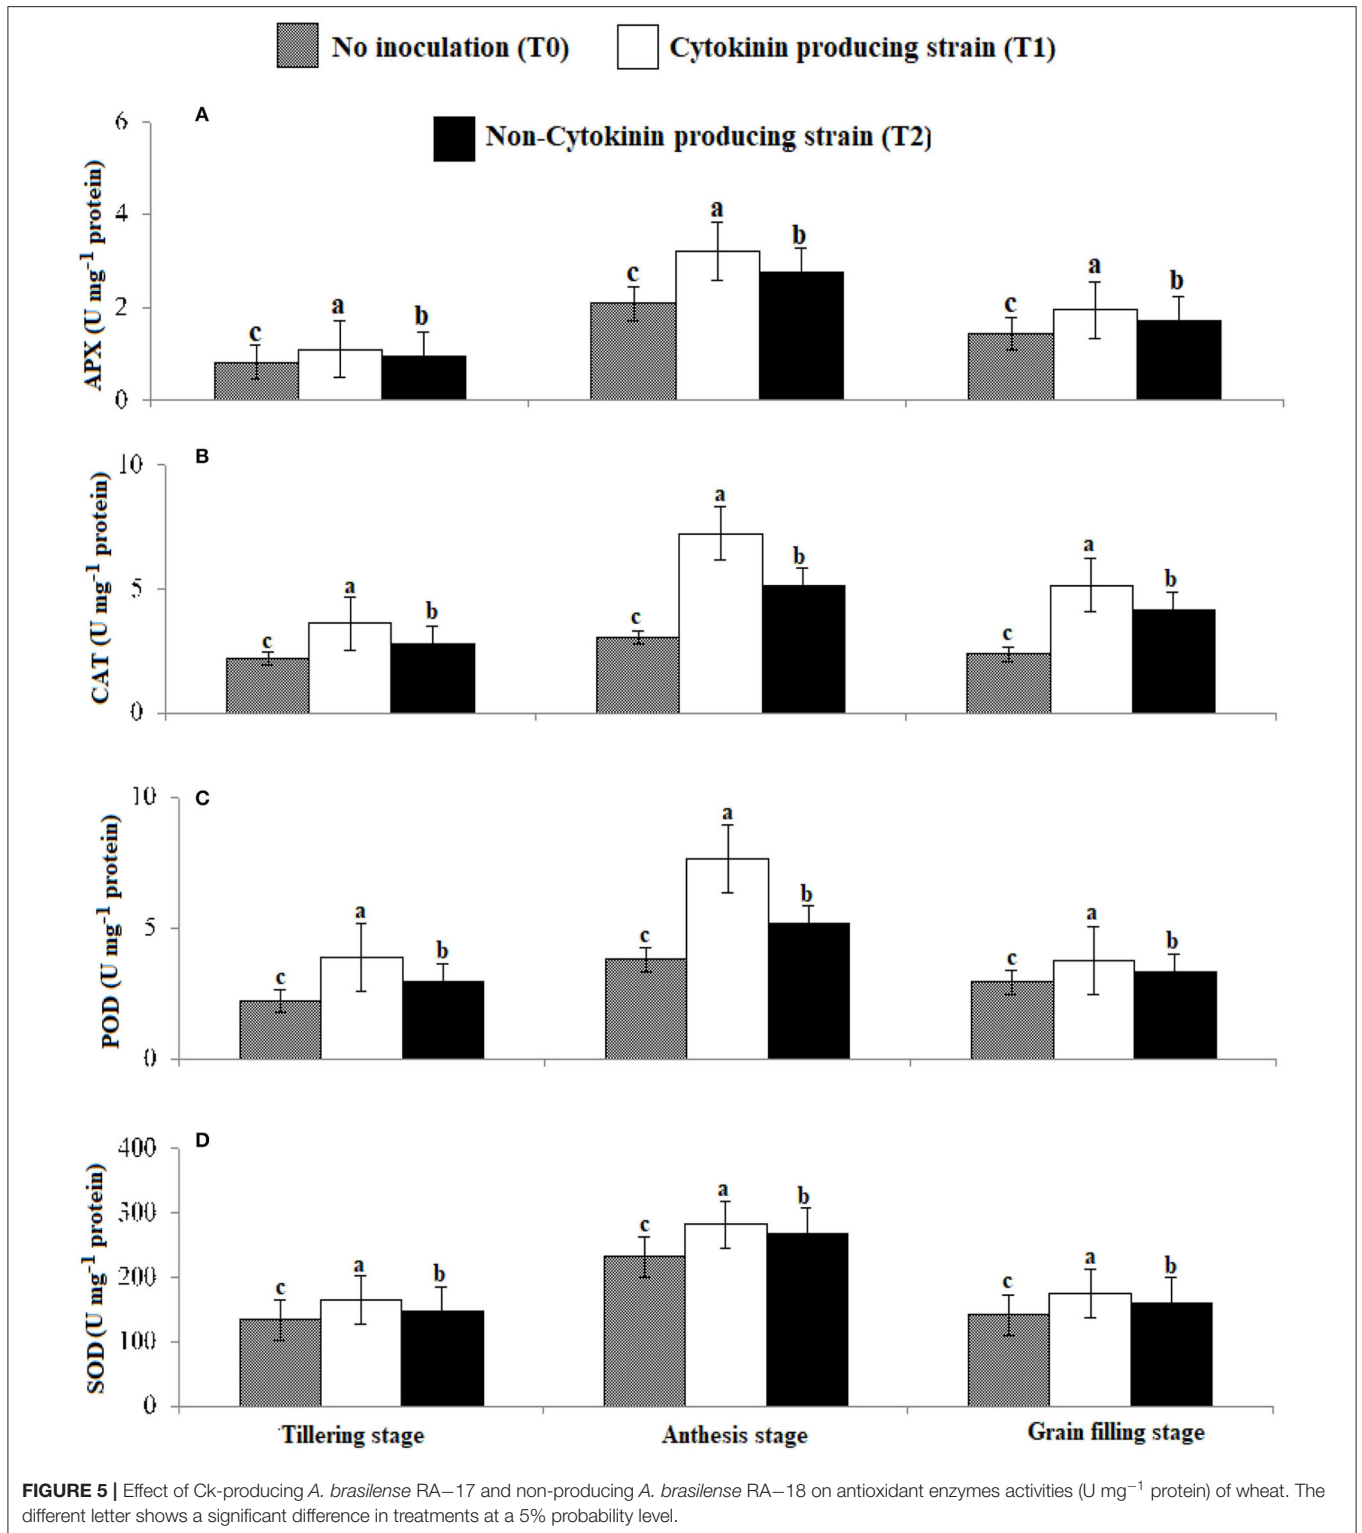 No inoculation (T0) Cytokinin producing strain (T1)
A
Non-Cytokinin producing strain (T2)
APX (U mg⁻¹ protein)
6
4
2
0
c a b c a b c a b
B
CAT (U mg⁻¹ protein)
10
5
0
c a b c a b c a b
C
POD (U mg⁻¹ protein)
10
5
0
c a b c a b c a b
D
SOD (U mg⁻¹ protein)
400
300
200
100
0
c a b c a b c a b
Tillering stage Anthesis stage Grain filling stage
FIGURE 5 | Effect of Ck-producing A. brasilense RA−17 and non-producing A. brasilense RA−18 on antioxidant enzymes activities (U mg⁻¹ protein) of wheat. The
different letter shows a significant difference in treatments at a 5% probability level.